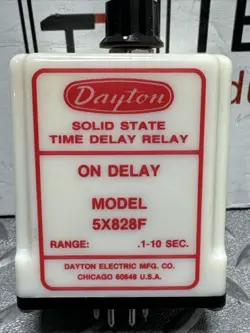 Dayton
SOLID STATE
TIME DELAY RELAY
ON DELAY
MODEL
5X828F
RANGE: .1-10 SEC.
DAYTON ELECTRIC MFG. CO.
CHICAGO 60648 U.S.A.